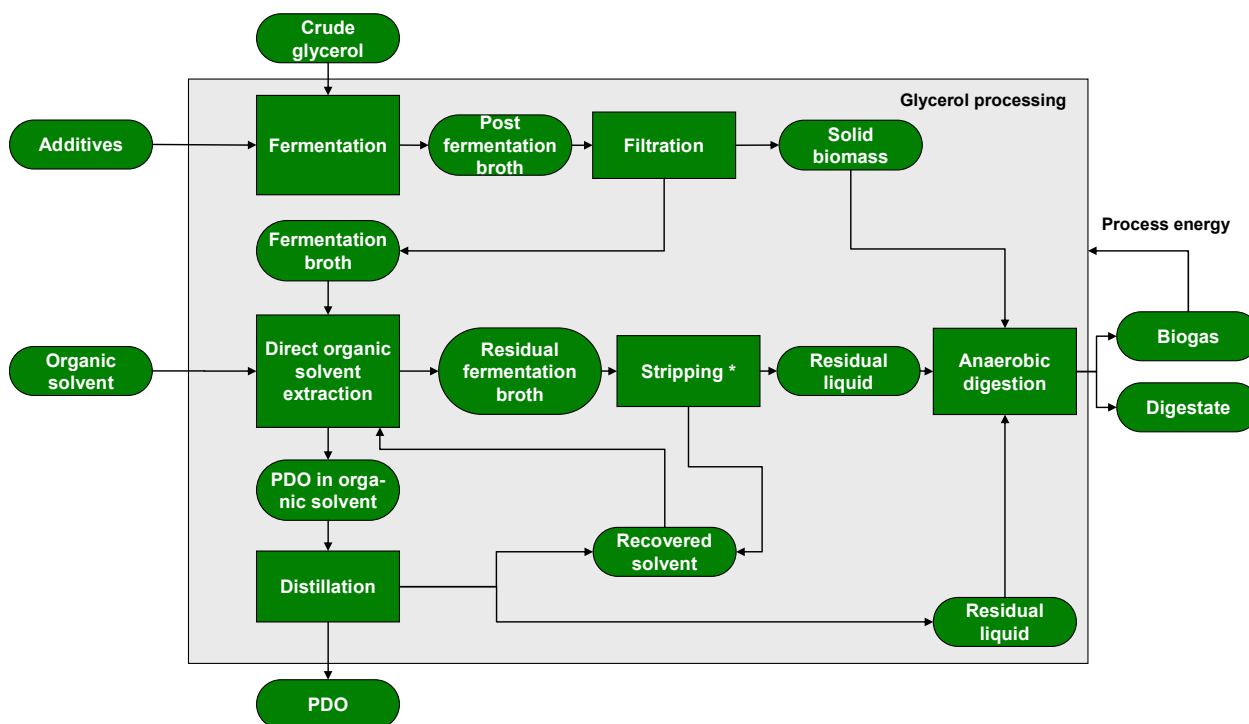 Crude
glycerol
Glycerol processing
Additives
Fermentation
Post
fermentation
broth
Filtration
Solid
biomass
Process energy
Fermentation
broth
Organic
solvent
Direct organic
solvent
extraction
Residual
fermentation
broth
Stripping *
Residual
liquid
Anaerobic
digestion
Biogas
Digestate
PDO in orga-
nic solvent
Recovered
solvent
Distillation
Residual
liquid
PDO